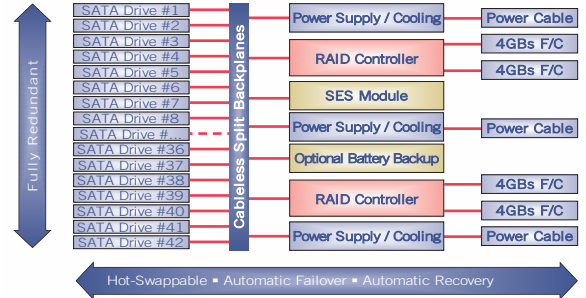 Fully Redundant
SATA Drive #1
SATA Drive #2
SATA Drive #3
SATA Drive #4
SATA Drive #5
SATA Drive #6
SATA Drive #7
SATA Drive #8
SATA Drive #...
SATA Drive #36
SATA Drive #37
SATA Drive #38
SATA Drive #39
SATA Drive #40
SATA Drive #41
SATA Drive #42
Cableless Split Backplanes
Power Supply / Cooling
RAID Controller
SES Module
Power Supply / Cooling
Optional Battery Backup
RAID Controller
Power Supply / Cooling
Power Cable
4GBs F/C
4GBs F/C
Power Cable
4GBs F/C
4GBs F/C
Power Cable
Hot-Swappable ▪ Automatic Failover ▪ Automatic Recovery